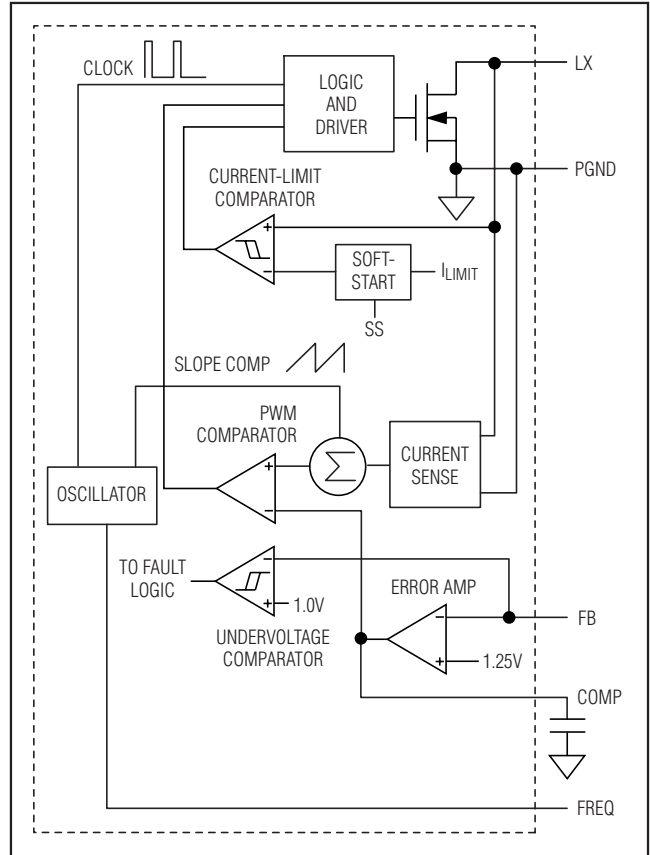 CLOCK
LOGIC
AND
DRIVER
LX
PGND
CURRENT-LIMIT
COMPARATOR
+
−
SOFT-
START
ILIMIT
SS
SLOPE COMP
PWM
COMPARATOR
+
−
Σ
CURRENT
SENSE
OSCILLATOR
TO FAULT
LOGIC
−
+
1.0V
UNDERVOLTAGE
COMPARATOR
ERROR AMP
−
+
1.25V
FB
COMP
FREQ